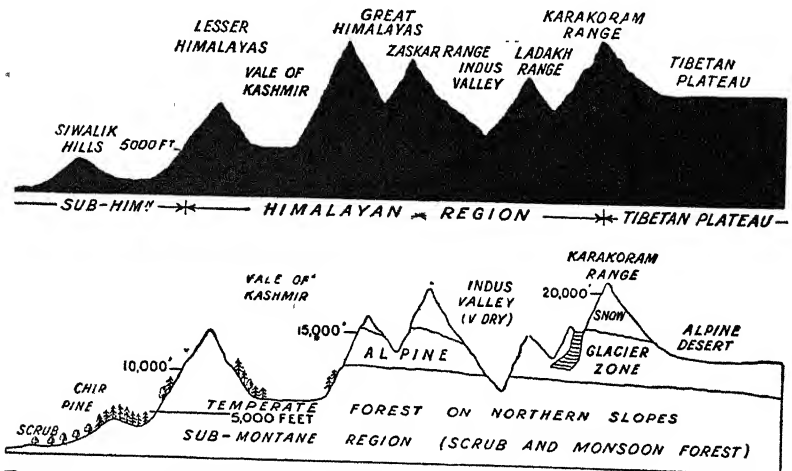 LESSER
HIMALAYAS
GREAT
HIMALAYAS
KARAKORAM
RANGE
VALE OF
KASHMIR
ZASKAR RANGE
INDUS
VALLEY
LADAKH
RANGE
TIBETAN
PLATEAU
SIWALIK
HILLS
5000 FT
SUB-HIMN
HIMALAYAN REGION
TIBETAN PLATEAU
VALE OF
KASHMIR
INDUS
VALLEY
(V DRY)
KARAKORAM
RANGE
20,000'
SNOW
15,000'
ALPINE
GLACIER
ZONE
ALPINE
DESERT
10,000'
CHIR
PINE
SCRUB
TEMPERATE FOREST ON NORTHERN SLOPES
5,000 FEET
SUB-MONTANE REGION (SCRUB AND MONSOON FOREST)